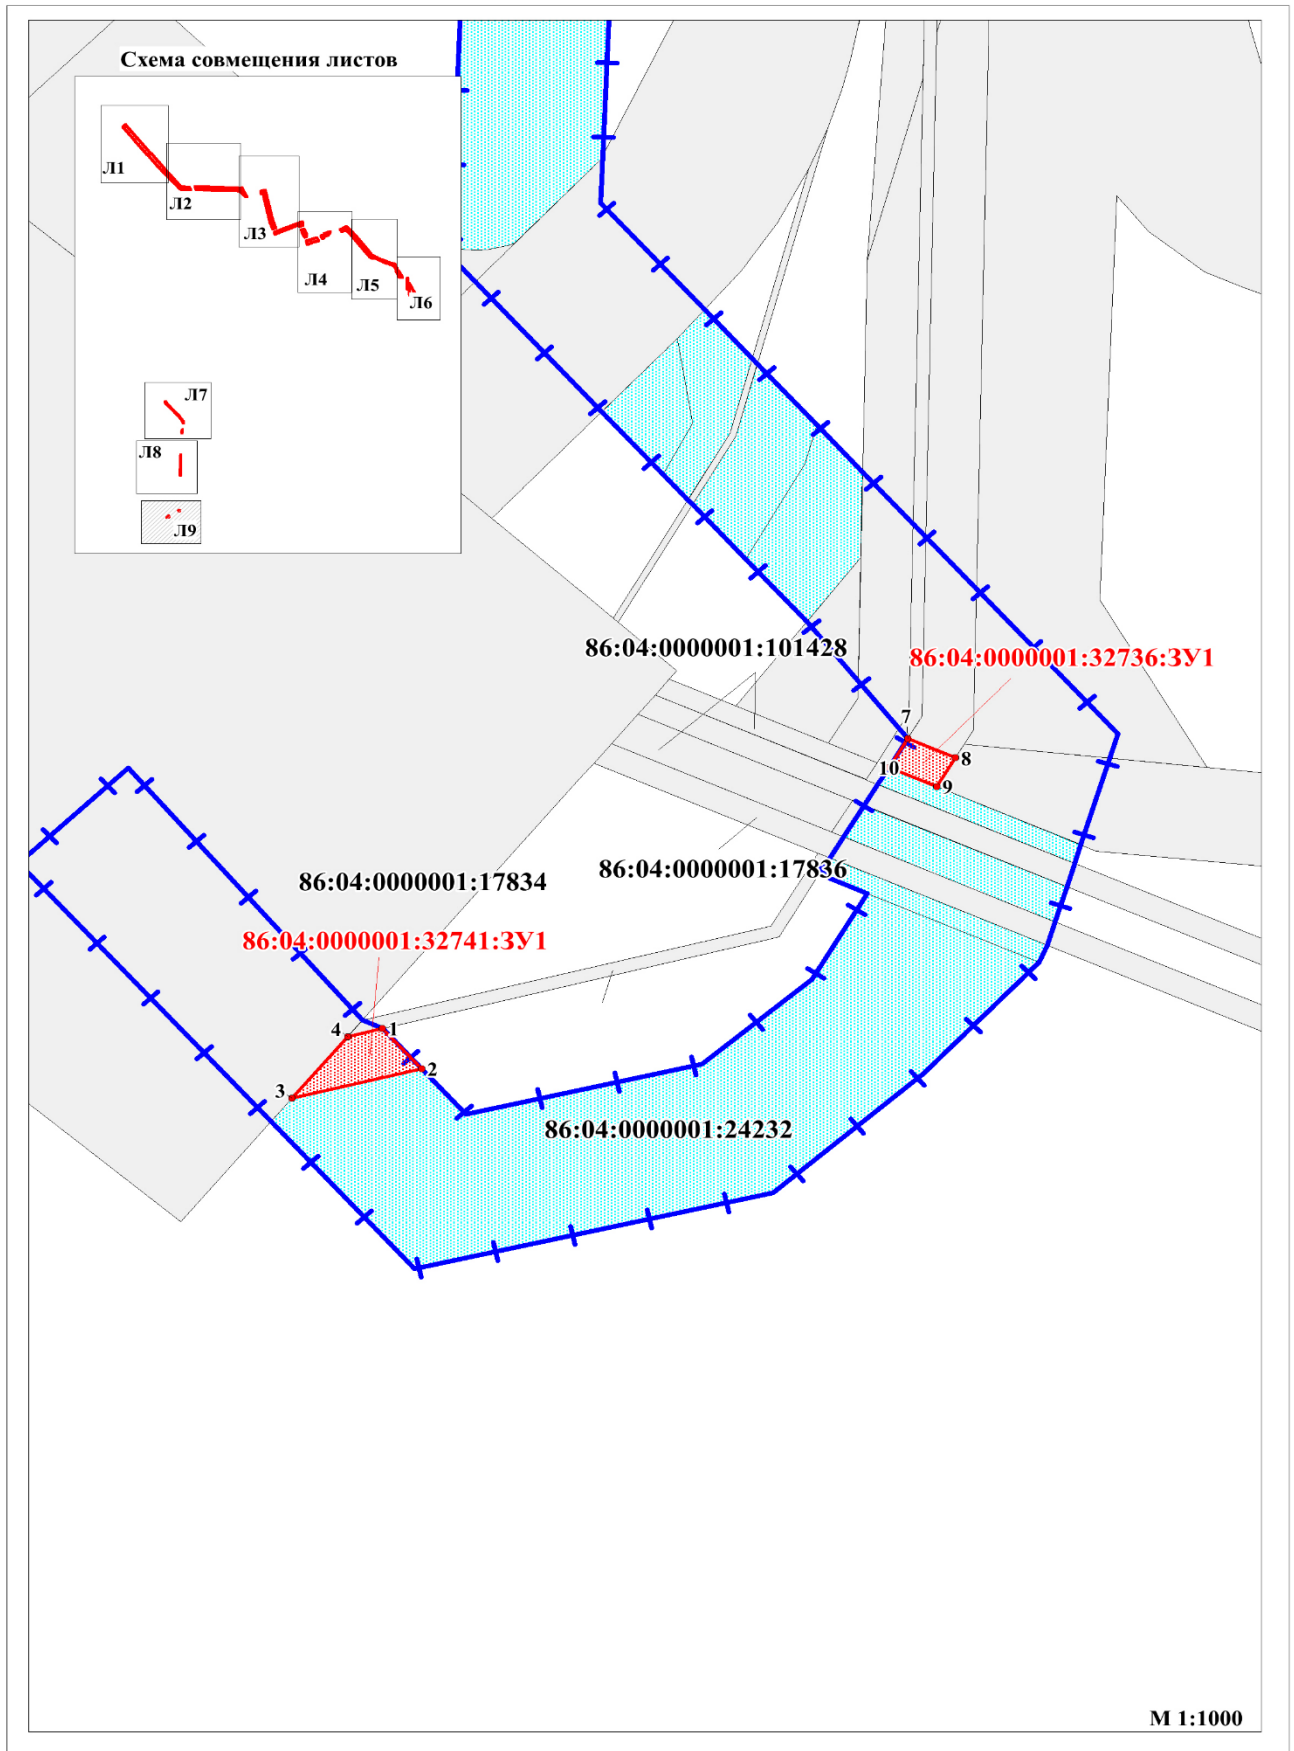 Схема совмещения листов
Л1
Л2
Л3
Л4
Л5
Л6
Л7
Л8
Л9
86:04:0000001:101428
86:04:0000001:32736:ЗУ1
7
8
10
9
86:04:0000001:17836
86:04:0000001:17834
86:04:0000001:32741:ЗУ1
4
1
2
3
86:04:0000001:24232
М 1:1000